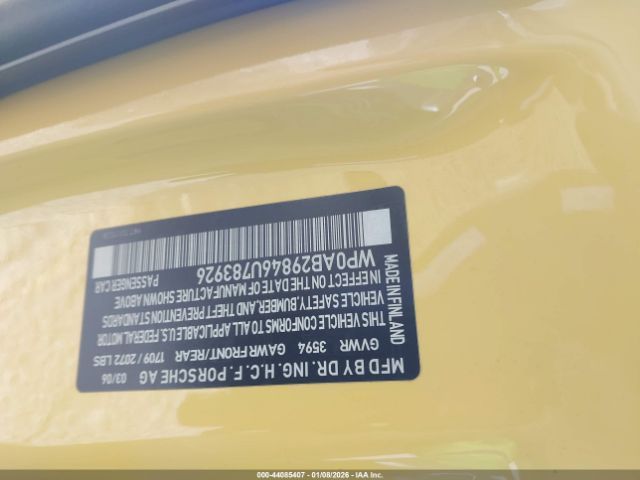 MFD BY DR. ING. H.C. F. PORSCHE AG 03/06
GVWR 3594 GAWR FRONT/REAR 1709 / 2072 LBS
THIS VEHICLE CONFORMS TO ALL APPLICABLE U.S. FEDERAL MOTOR
VEHICLE SAFETY, BUMPER, AND THEFT PREVENTION STANDARDS
IN EFFECT ON THE DATE OF MANUFACTURE SHOWN ABOVE
WP0AB29846U783926 PASSENGER CAR
MADE IN FINLAND
000-44085407 - 01/08/2026 - IAAI.COM